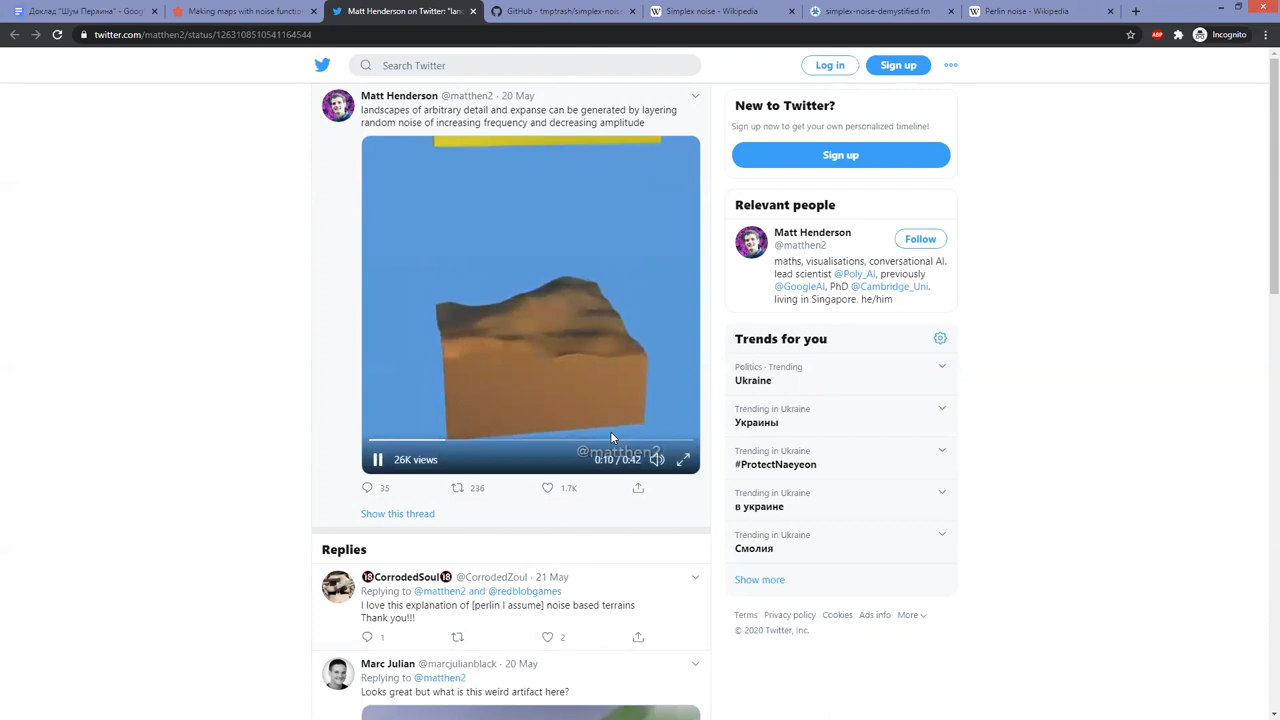 Доклад "Шум Перлина" - Googl
Making maps with noise function
Matt Henderson on Twitter: "lan
GitHub - tmptrash/simplex-noise
Simplex noise - Wikipedia
simplex-noise-demystified.fm
Perlin noise - Wikipedia
twitter.com/matthen2/status/1263108510541164544
ABP
Incognito
Search Twitter
Log in
Sign up
Matt Henderson @matthen2 · 20 May
landscapes of arbitrary detail and expanse can be generated by layering
random noise of increasing frequency and decreasing amplitude
@matthen2
26K views
0:10 / 0:42
35
236
1.7K
Show this thread
Replies
🔞CorrodedSoul🔞 @CorrodedZoul · 21 May
Replying to @matthen2 and @redblobgames
I love this explanation of [perlin I assume] noise based terrains
Thank you!!!
1
2
Marc Julian @marcjulianblack · 20 May
Replying to @matthen2
Looks great but what is this weird artifact here?
New to Twitter?
Sign up now to get your own personalized timeline!
Sign up
Relevant people
Matt Henderson
@matthen2
Follow
maths, visualisations, conversational AI.
lead scientist @Poly_AI, previously
@GoogleAI, PhD @Cambridge_Uni.
living in Singapore. he/him
Trends for you
Politics · Trending
Ukraine
Trending in Ukraine
Украины
Trending in Ukraine
#ProtectNaeyeon
Trending in Ukraine
в украине
Trending in Ukraine
Смолия
Show more
Terms Privacy policy Cookies Ads info More
© 2020 Twitter, Inc.